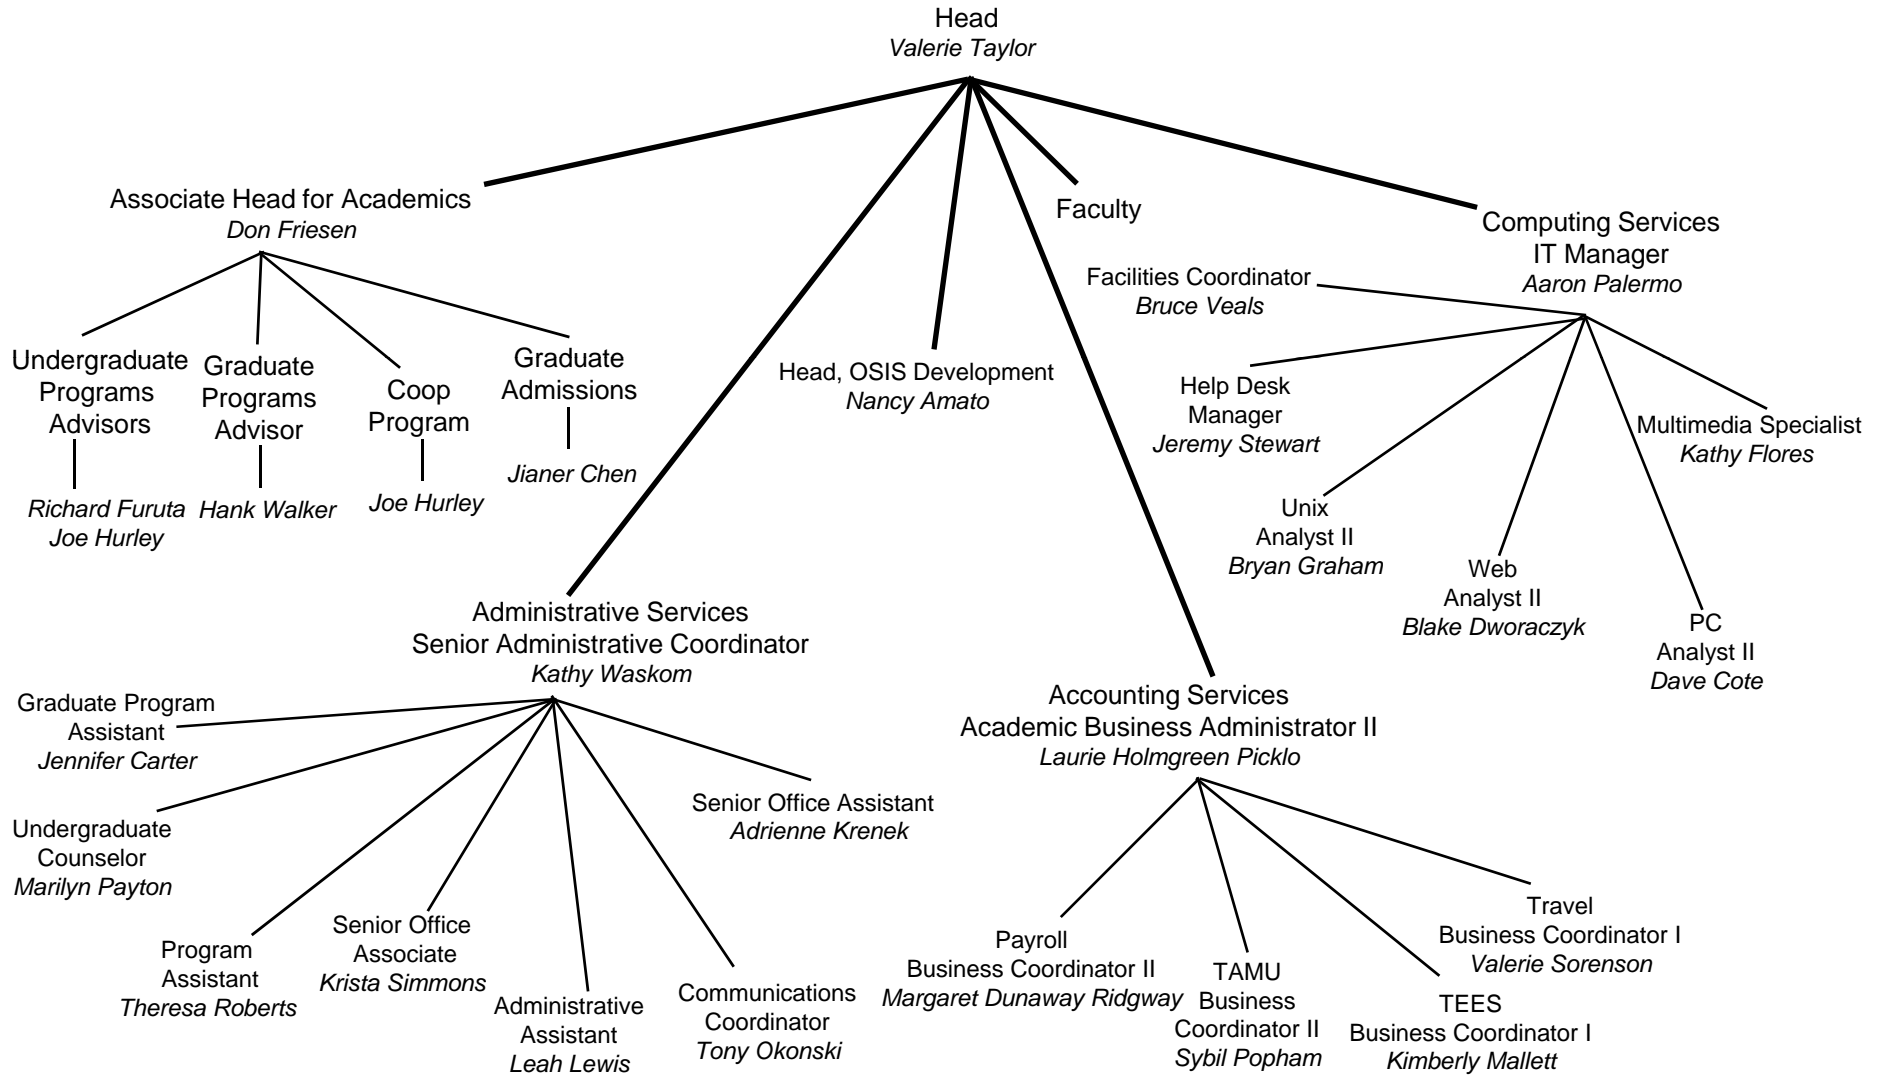 Head
Valerie Taylor
Associate Head for Academics
Don Friesen
Undergraduate
Programs
Advisors
Richard Furuta
Joe Hurley
Graduate
Programs
Advisor
Hank Walker
Coop
Program
Joe Hurley
Graduate
Admissions
Jianer Chen
Head, OSIS Development
Nancy Amato
Faculty
Computing Services
IT Manager
Aaron Palermo
Facilities Coordinator
Bruce Veals
Help Desk
Manager
Jeremy Stewart
Unix
Analyst II
Bryan Graham
Web
Analyst II
Blake Dworaczyk
PC
Analyst II
Dave Cote
Multimedia Specialist
Kathy Flores
Administrative Services
Senior Administrative Coordinator
Kathy Waskom
Graduate Program
Assistant
Jennifer Carter
Undergraduate
Counselor
Marilyn Payton
Program
Assistant
Theresa Roberts
Senior Office
Associate
Krista Simmons
Administrative
Assistant
Leah Lewis
Communications
Coordinator
Tony Okonski
Senior Office Assistant
Adrienne Krenek
Accounting Services
Academic Business Administrator II
Laurie Holmgreen Picklo
Payroll
Business Coordinator II
Margaret Dunaway Ridgway
TAMU
Business
Coordinator II
Sybil Popham
TEES
Business Coordinator I
Kimberly Mallett
Travel
Business Coordinator I
Valerie Sorenson